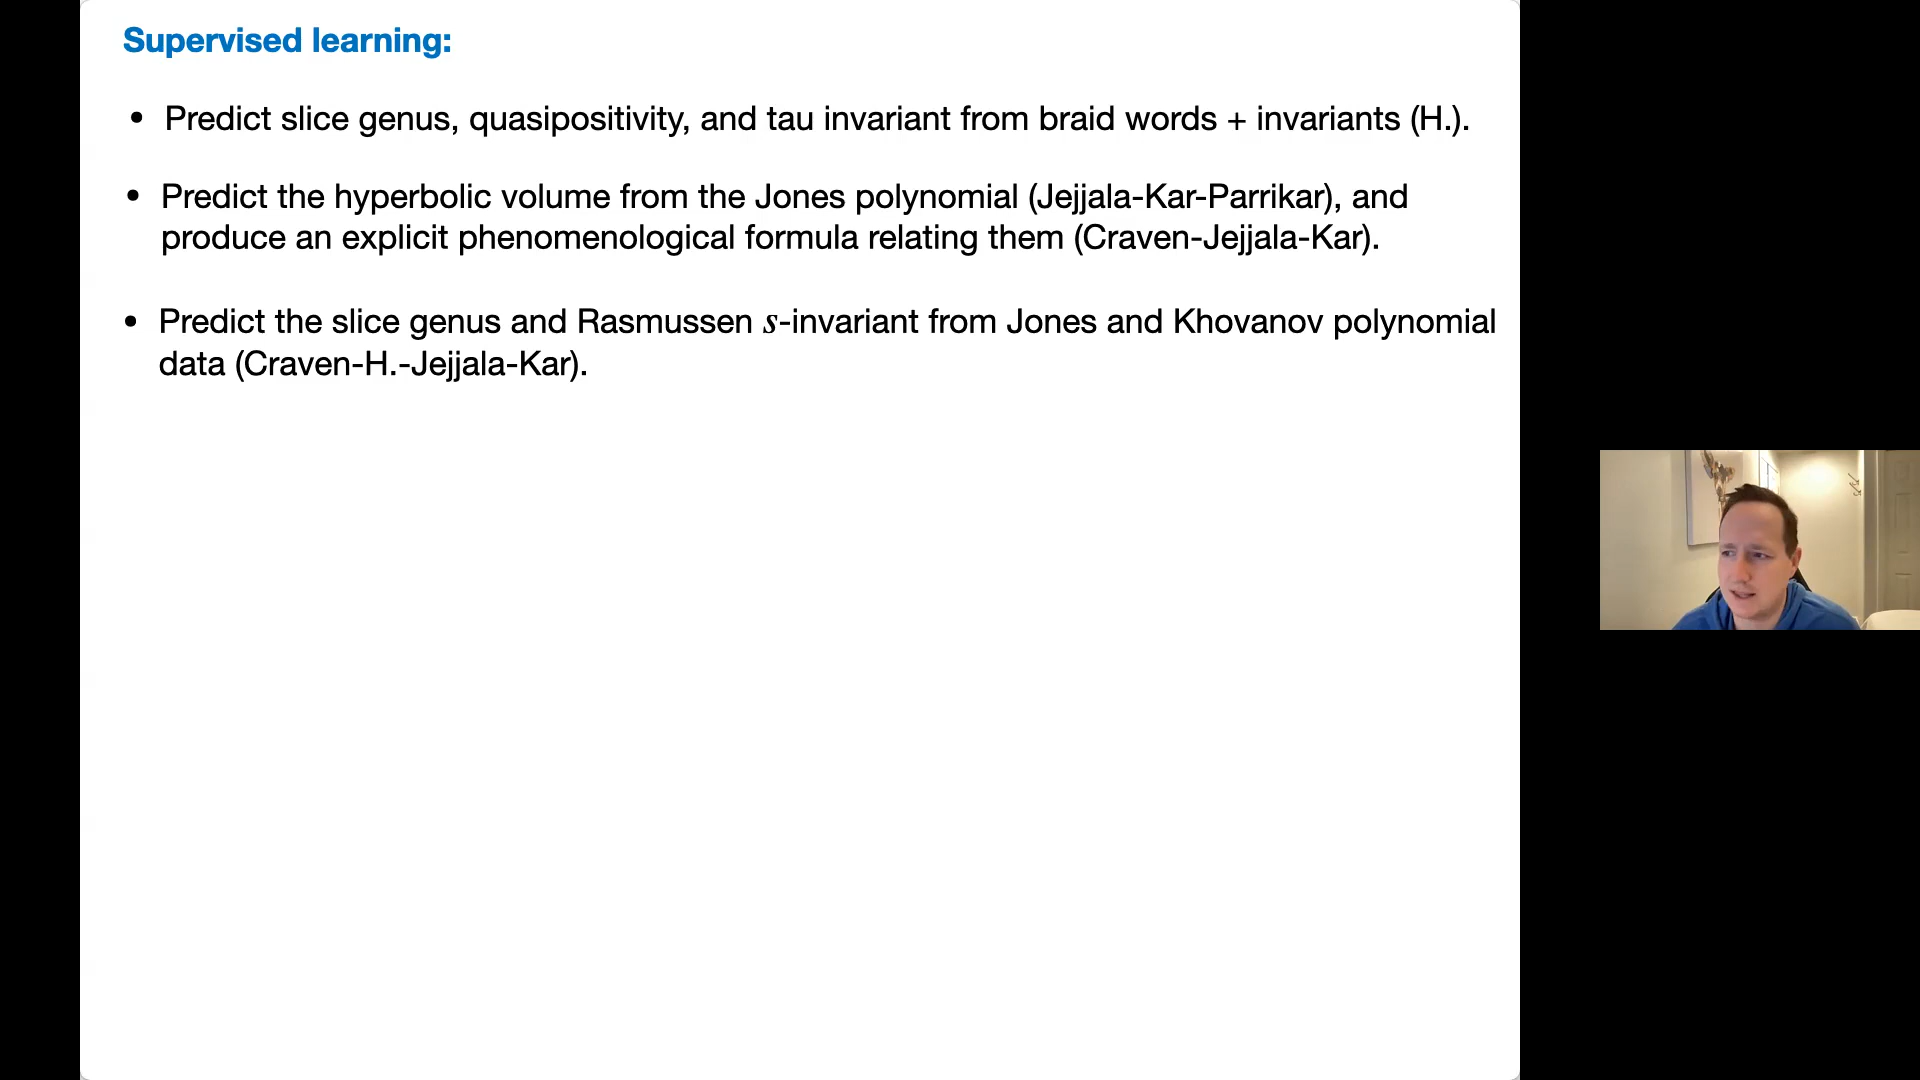 Supervised learning:
• Predict slice genus, quasipositivity, and tau invariant from braid words + invariants (H.).
• Predict the hyperbolic volume from the Jones polynomial (Jejjala-Kar-Parrikar), and
produce an explicit phenomenological formula relating them (Craven-Jejjala-Kar).
• Predict the slice genus and Rasmussen s-invariant from Jones and Khovanov polynomial
data (Craven-H.-Jejjala-Kar).